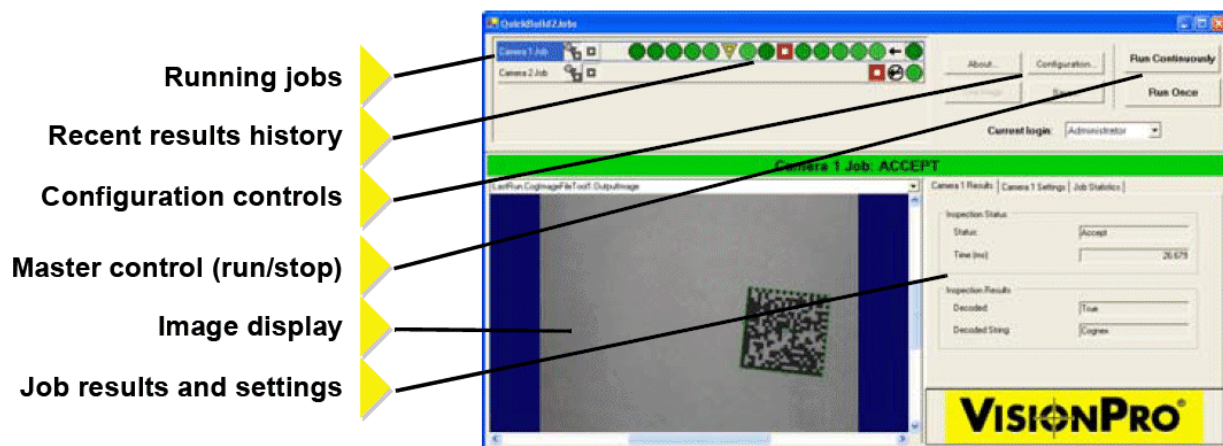 Running jobs
Recent results history
Configuration controls
Master control (run/stop)
Image display
Job results and settings
QuickBuild2Jobs
Camera 1 Job
Camera 2 Job
About...
Configuration...
Run Continuously
Run Once
Current login:
Administrator
Camera 1 Job: ACCEPT
LastRun.CogImageFileTool1.OutputImage
Camera 1 Results
Camera 1 Settings
Job Statistics
Inspection Status
Status:
Accept
Time (ms)
26.679
Inspection Results
Decoded:
True
Decoded String:
Cognex
VISIONPRO®